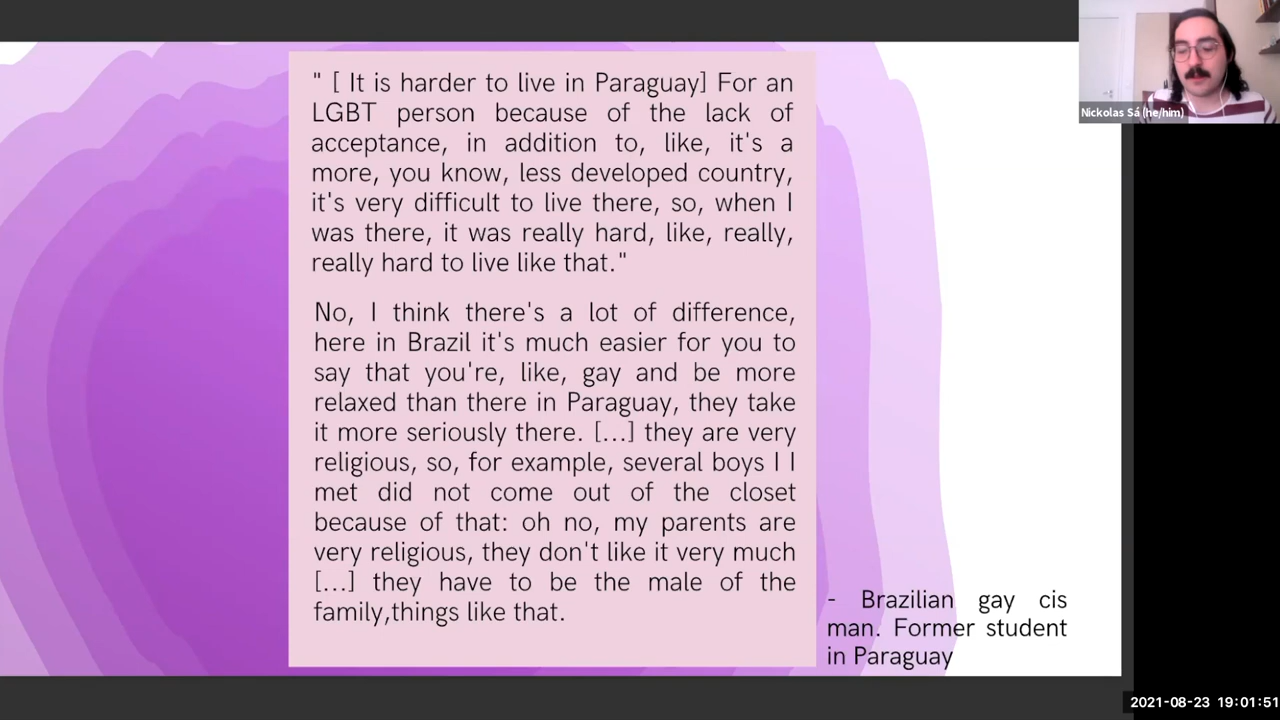 " [ It is harder to live in Paraguay] For an
LGBT person because of the lack of
acceptance, in addition to, like, it's a
more, you know, less developed country,
it's very difficult to live there, so, when I
was there, it was really hard, like, really,
really hard to live like that."
No, I think there's a lot of difference,
here in Brazil it's much easier for you to
say that you're, like, gay and be more
relaxed than there in Paraguay, they take
it more seriously there. [...] they are very
religious, so, for example, several boys I I
met did not come out of the closet
because of that: oh no, my parents are
very religious, they don't like it very much
[...] they have to be the male of the
family,things like that.
- Brazilian gay cis
man. Former student
in Paraguay
Nickolas Sá (he/him)
2021-08-23 19:01:51